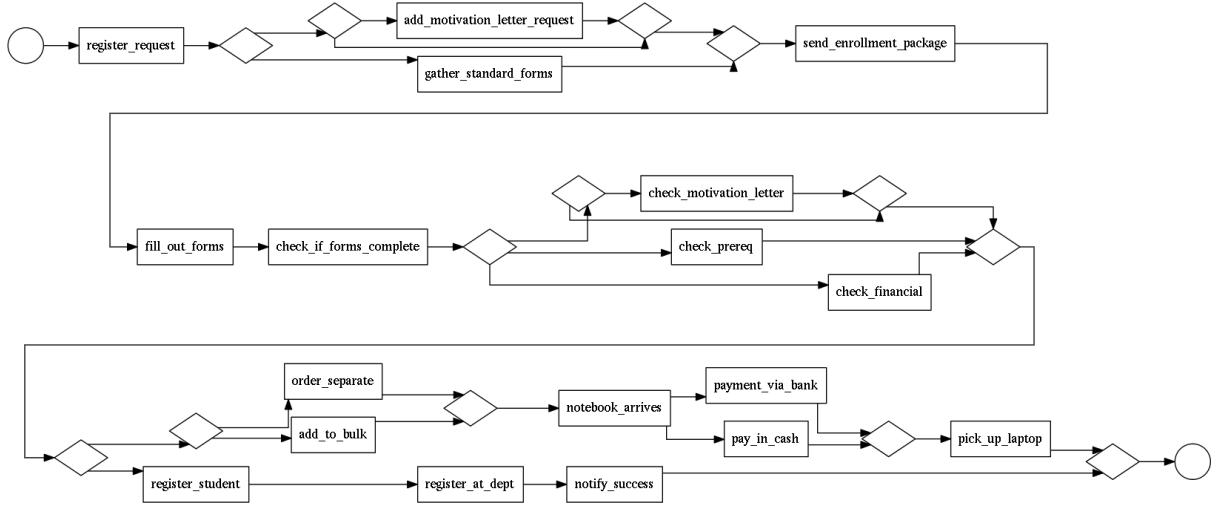 add_motivation_letter_request
register_request
send_enrollment_package
gather_standard_forms
check_motivation_letter
fill_out_forms
check_if_forms_complete
check_prereq
check_financial
order_separate
payment_via_bank
notebook_arrives
add_to_bulk
pay_in_cash
pick_up_laptop
register_student
register_at_dept
notify_success